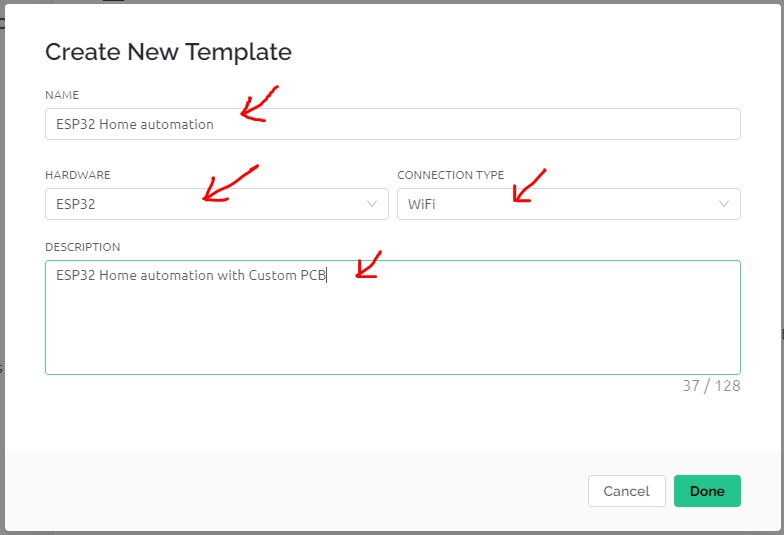 Create New Template
NAME
ESP32 Home automation
HARDWARE
CONNECTION TYPE
ESP32
WiFi
DESCRIPTION
ESP32 Home automation with Custom PCB
37 / 128
Cancel
Done